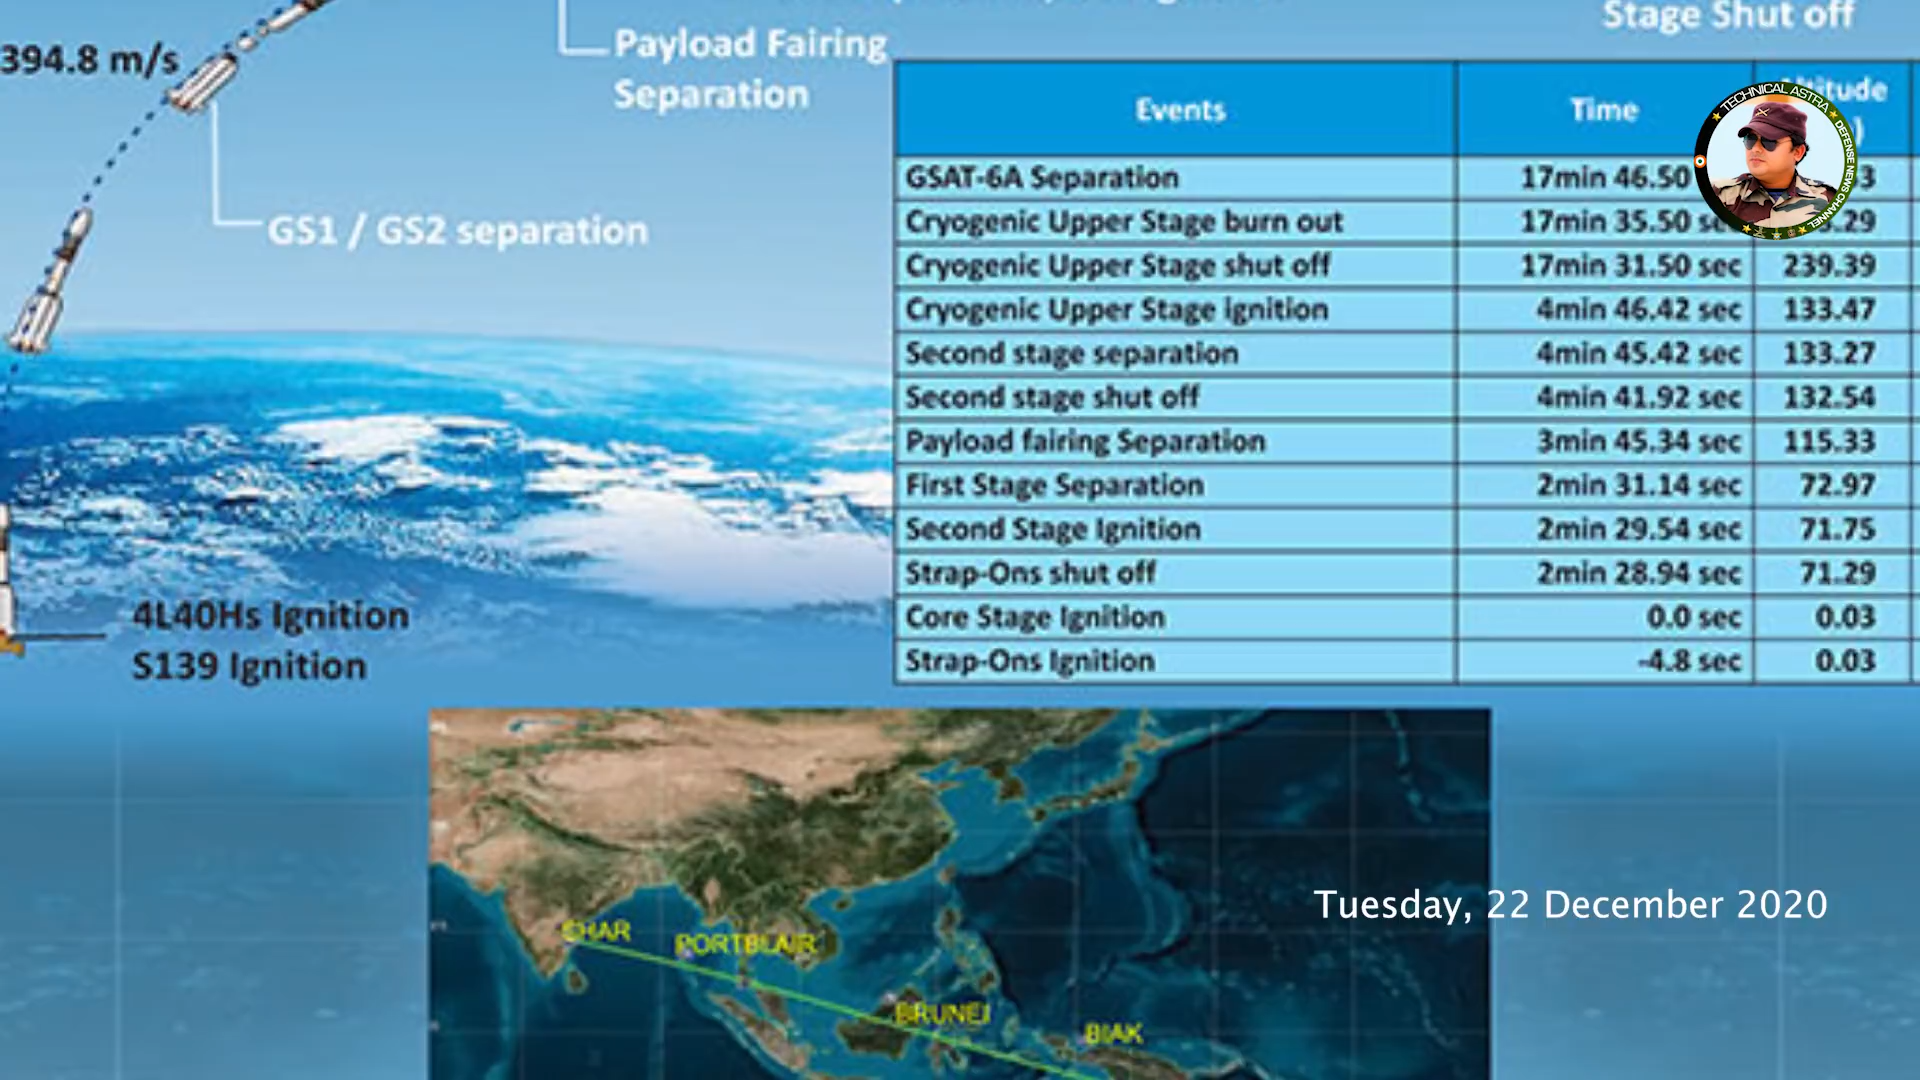 Stage Shut off
394.8 m/s
Payload Fairing
Separation
GS1 / GS2 separation
4L40Hs Ignition
S139 Ignition
Events Time
GSAT-6A Separation 17min 46.50
Cryogenic Upper Stage burn out 17min 35.50
Cryogenic Upper Stage shut off 17min 31.50 sec 239.39
Cryogenic Upper Stage ignition 4min 46.42 sec 133.47
Second stage separation 4min 45.42 sec 133.27
Second stage shut off 4min 41.92 sec 132.54
Payload fairing Separation 3min 45.34 sec 115.33
First Stage Separation 2min 31.14 sec 72.97
Second Stage Ignition 2min 29.54 sec 71.75
Strap-Ons shut off 2min 28.94 sec 71.29
Core Stage Ignition 0.0 sec 0.03
Strap-Ons Ignition -4.8 sec 0.03
TECHNICAL ASTRA
DEFENSE NEWS CHANNEL
Tuesday, 22 December 2020
SHAR
PORTBLAIR
BRUNEI
BIAK